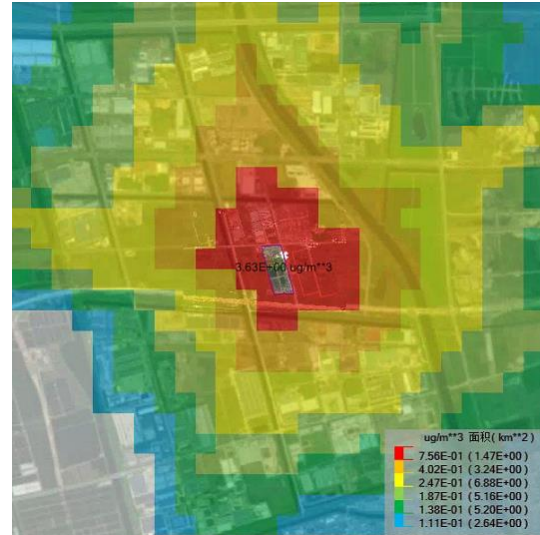 3.63E+00 ug/m**3
ug/m**3 面积( km**2)
7.56E-01 ( 1.47E+00 )
4.02E-01 ( 3.24E+00 )
2.47E-01 ( 6.88E+00 )
1.87E-01 ( 5.16E+00 )
1.38E-01 ( 5.20E+00 )
1.11E-01 ( 2.64E+00 )